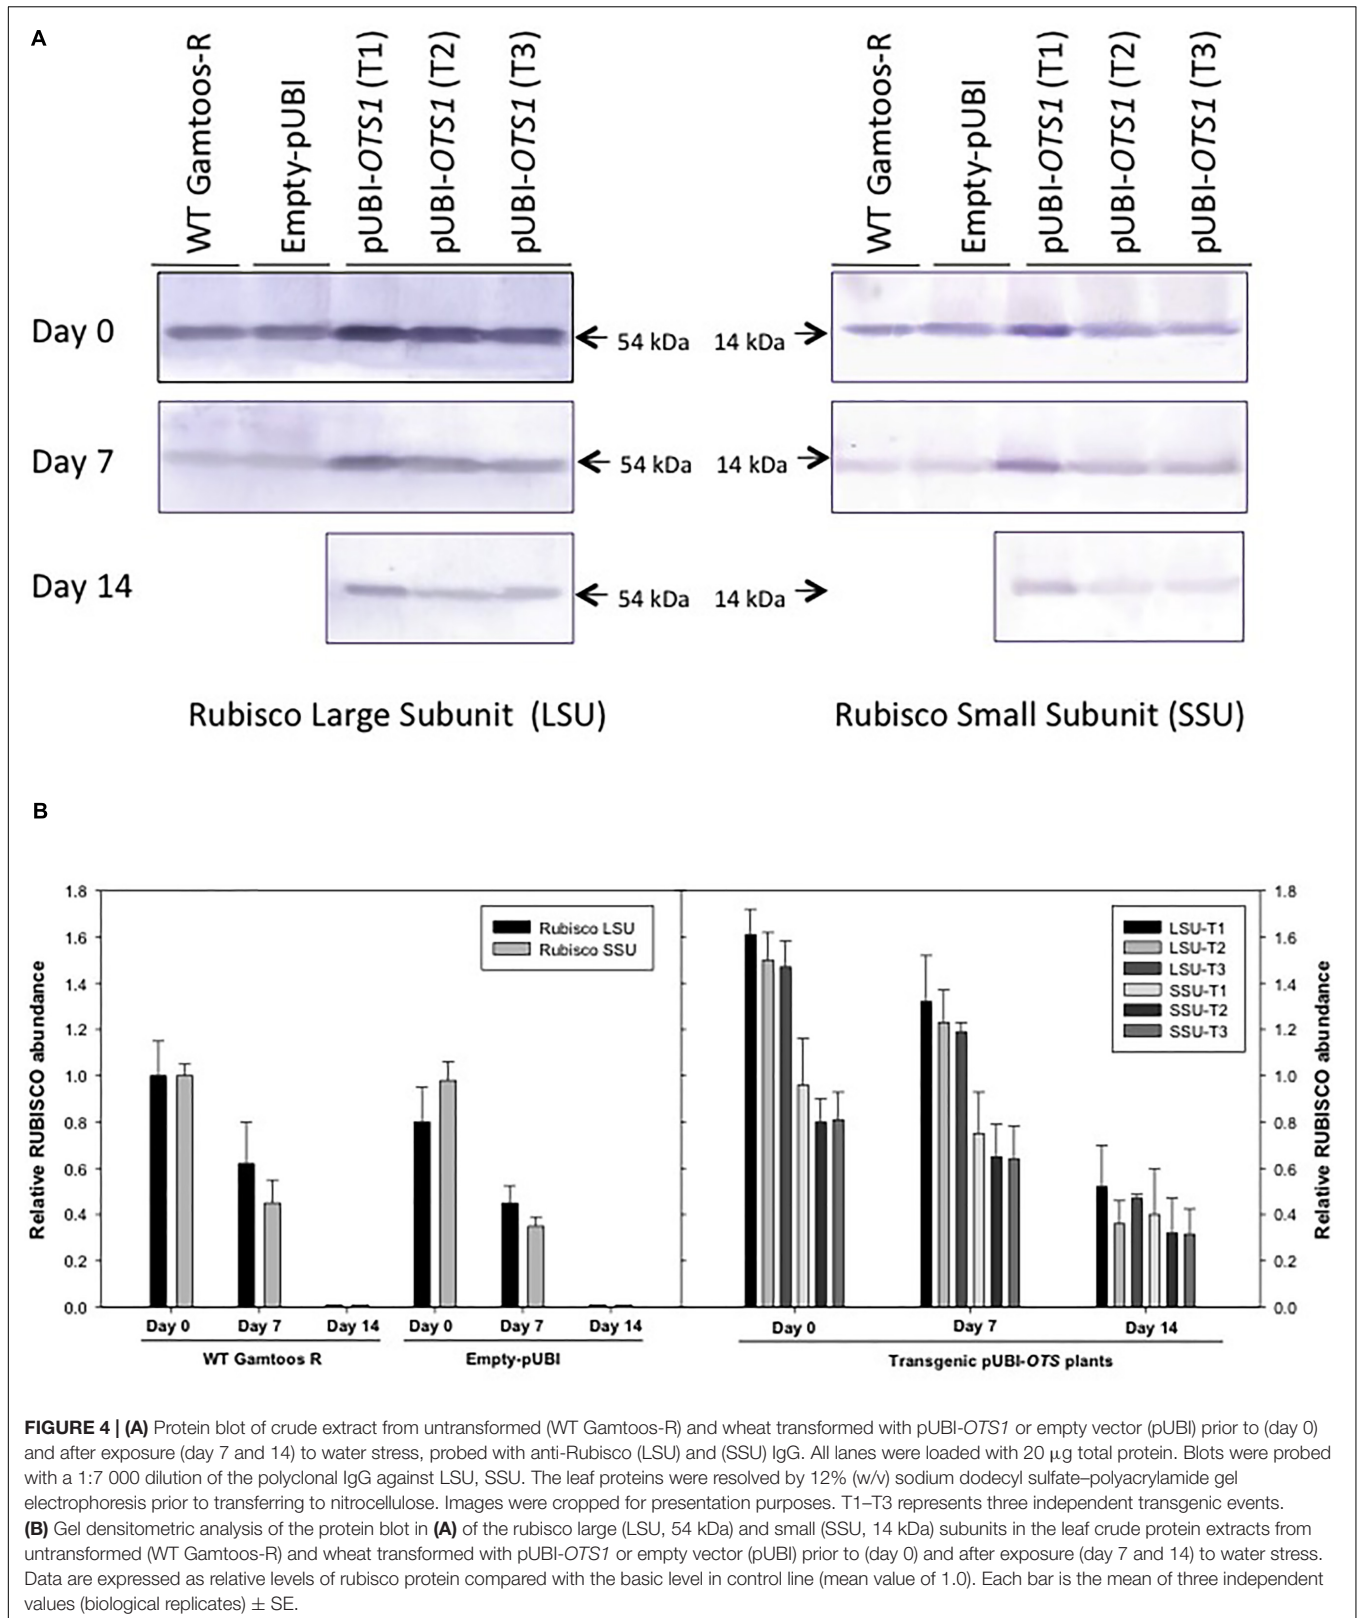 A
WT Gamtoos-R
Empty-pUBI
pUBI-OTS1 (T1)
pUBI-OTS1 (T2)
pUBI-OTS1 (T3)
WT Gamtoos-R
Empty-pUBI
pUBI-OTS1 (T1)
pUBI-OTS1 (T2)
pUBI-OTS1 (T3)
Day 0
54 kDa 14 kDa
Day 7
54 kDa 14 kDa
Day 14
54 kDa 14 kDa
Rubisco Large Subunit (LSU)
Rubisco Small Subunit (SSU)
B
Relative RUBISCO abundance
1.8
1.6
1.4
1.2
1.0
0.8
0.6
0.4
0.2
0.0
Rubisco LSU
Rubisco SSU
LSU-T1
LSU-T2
LSU-T3
SSU-T1
SSU-T2
SSU-T3
1.8
1.6
1.4
1.2
1.0
0.8
0.6
0.4
0.2
0.0
Relative RUBISCO abundance
Day 0 Day 7 Day 14 Day 0 Day 7 Day 14 Day 0 Day 7 Day 14
WT Gamtoos R Empty-pUBI Transgenic pUBI-OTS plants
FIGURE 4 | (A) Protein blot of crude extract from untransformed (WT Gamtoos-R) and wheat transformed with pUBI-OTS1 or empty vector (pUBI) prior to (day 0)
and after exposure (day 7 and 14) to water stress, probed with anti-Rubisco (LSU) and (SSU) IgG. All lanes were loaded with 20 μg total protein. Blots were probed
with a 1:7 000 dilution of the polyclonal IgG against LSU, SSU. The leaf proteins were resolved by 12% (w/v) sodium dodecyl sulfate–polyacrylamide gel
electrophoresis prior to transferring to nitrocellulose. Images were cropped for presentation purposes. T1–T3 represents three independent transgenic events.
(B) Gel densitometric analysis of the protein blot in (A) of the rubisco large (LSU, 54 kDa) and small (SSU, 14 kDa) subunits in the leaf crude protein extracts from
untransformed (WT Gamtoos-R) and wheat transformed with pUBI-OTS1 or empty vector (pUBI) prior to (day 0) and after exposure (day 7 and 14) to water stress.
Data are expressed as relative levels of rubisco protein compared with the basic level in control line (mean value of 1.0). Each bar is the mean of three independent
values (biological replicates) ± SE.